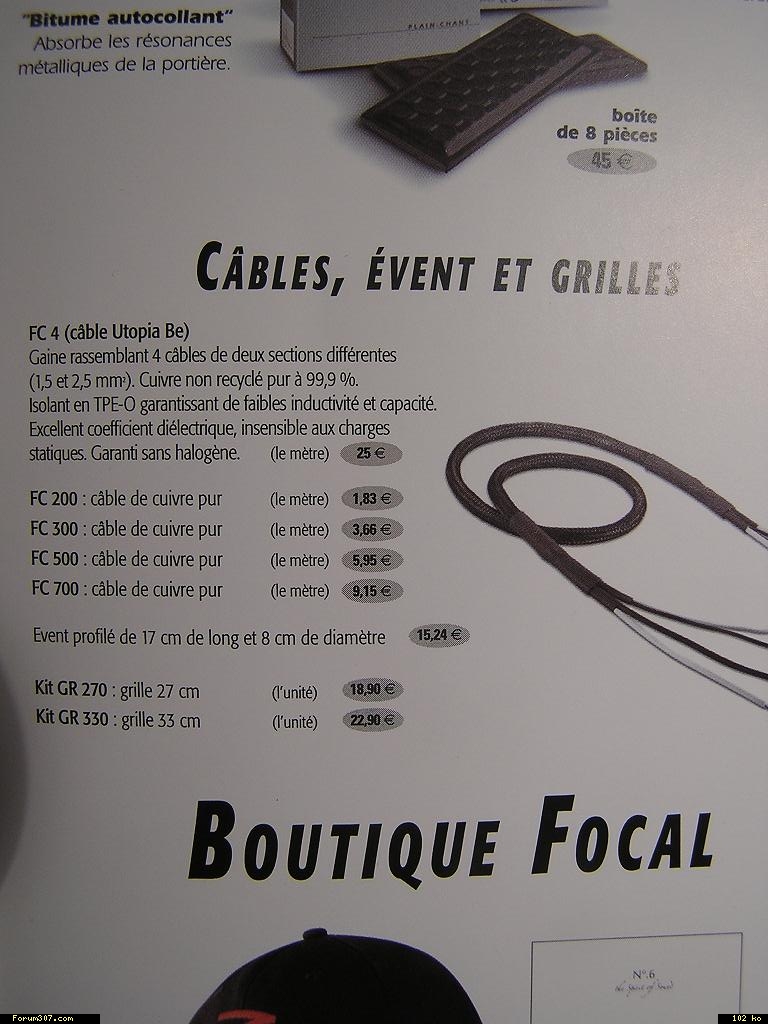 "Bitume autocollant"
Absorbe les résonances
métalliques de la portière.
PLAIN-CHANT
boîte
de 8 pièces
45 €
CÂBLES, ÉVENT ET GRILLES
FC 4 (câble Utopia Be)
Gaine rassemblant 4 câbles de deux sections différentes
(1,5 et 2,5 mm²). Cuivre non recyclé pur à 99,9 %.
Isolant en TPE-O garantissant de faibles inductivité et capacité.
Excellent coefficient diélectrique, insensible aux charges
statiques. Garanti sans halogène. (le mètre) 25 €
FC 200 : câble de cuivre pur (le mètre) 1,83 €
FC 300 : câble de cuivre pur (le mètre) 3,66 €
FC 500 : câble de cuivre pur (le mètre) 5,95 €
FC 700 : câble de cuivre pur (le mètre) 9,15 €
Event profilé de 17 cm de long et 8 cm de diamètre 15,24 €
Kit GR 270 : grille 27 cm (l'unité) 18,90 €
Kit GR 330 : grille 33 cm (l'unité) 22,90 €
BOUTIQUE FOCAL
N°.6
the Spirit of Sound
Forum307.com
102 ko